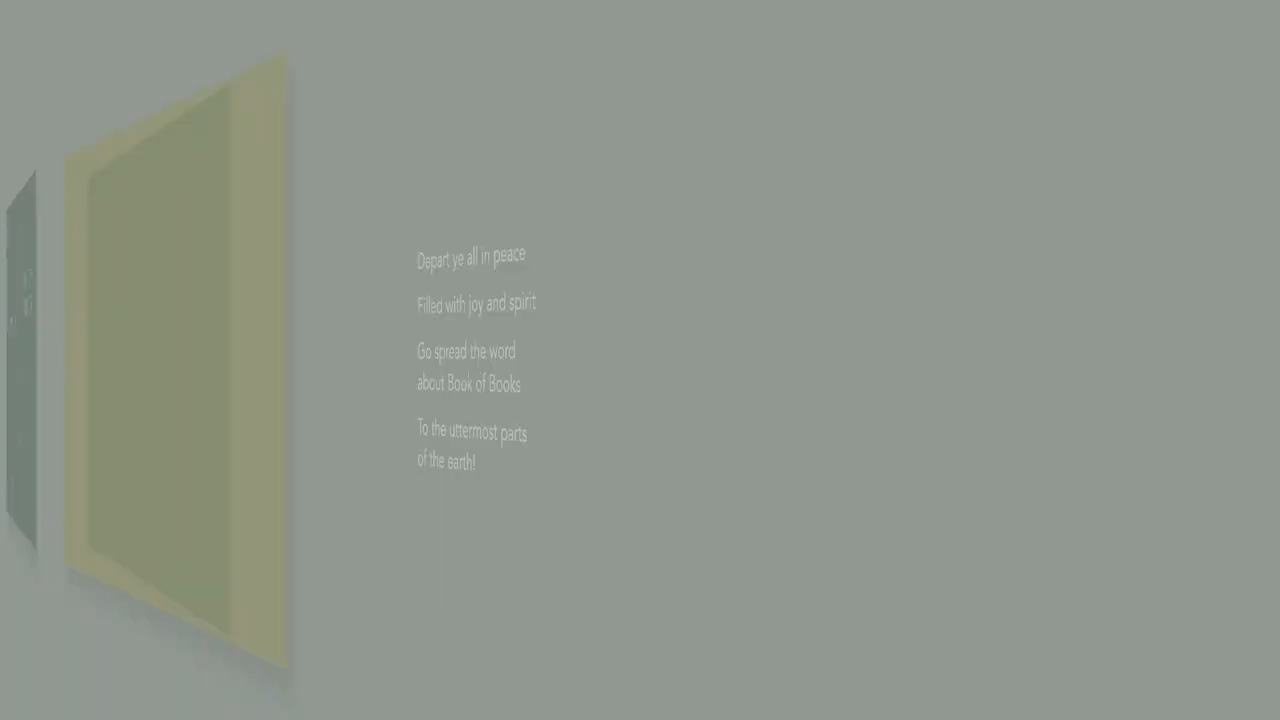 Depart ye all in peace
Filled with joy and spirit
Go spread the word
about Book of Books
To the uttermost parts
of the earth!